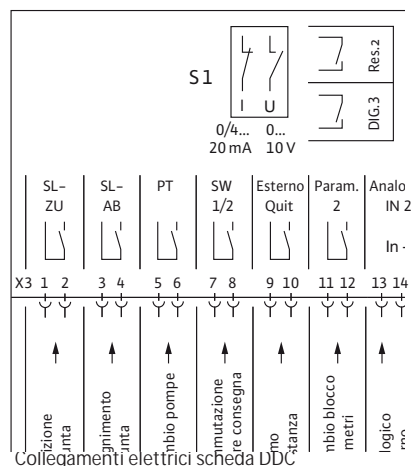 S1
I U
0/4... 0...
20 mA 10 V
Res.2
DIG.3
SL- SL- PT SW Esterno Param. Analo
ZU AB 1/2 Quit 2 IN 2
In -
X3 1 2 3 4 5 6 7 8 9 10 11 12 13 14
izione
unta
gnimento
unta
mbio pompe
mmutazione
re consegna
mo
stanza
mbio blocco
metri
logico
Collegamenti elettrici scheda DDC